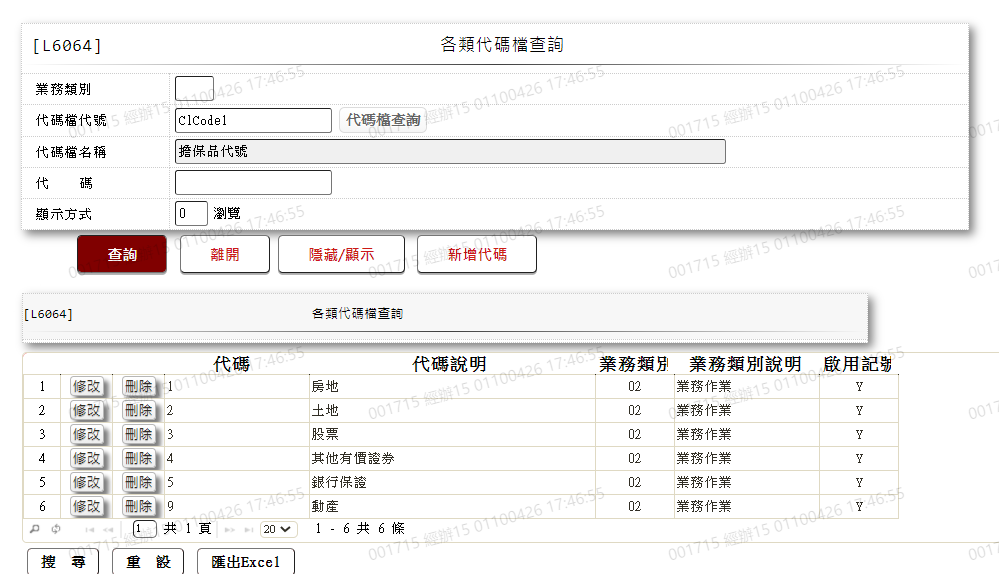 [L6064] 各類代碼檔查詢
業務類別
代碼檔代號 ClCode1 代碼檔查詢
代碼檔名稱 擔保品代號
代 碼
顯示方式 0 瀏覽
查詢 離開 隱藏/顯示 新增代碼
[L6064] 各類代碼檔查詢
代碼 代碼說明 業務類別 業務類別說明 啟用記號
1 修改 刪除 1 房地 02 業務作業 Y
2 修改 刪除 2 土地 02 業務作業 Y
3 修改 刪除 3 股票 02 業務作業 Y
4 修改 刪除 4 其他有價證券 02 業務作業 Y
5 修改 刪除 5 銀行保證 02 業務作業 Y
6 修改 刪除 9 動產 02 業務作業 Y
1 共 1 頁 20 1 - 6 共 6 條
搜 尋 重 設 匯出Excel
001715 經辦15 01100426 17:46:55